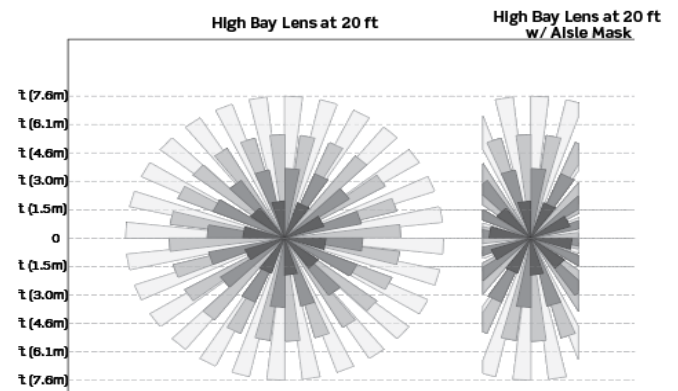 High Bay Lens at 20 ft
High Bay Lens at 20 ft
w/ Aisle Mask
t (7.6m)
t (6.1m)
t (4.6m)
t (3.0m)
t (1.5m)
0
t (1.5m)
t (3.0m)
t (4.6m)
t (6.1m)
t (7.6m)